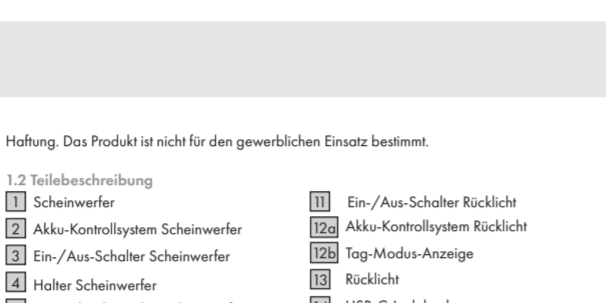 Haftung. Das Produkt ist nicht für den gewerblichen Einsatz bestimmt.
1.2 Teilebeschreibung
1 Scheinwerfer
2 Akku-Kontrollsystem Scheinwerfer
3 Ein-/Aus-Schalter Scheinwerfer
4 Halter Scheinwerfer
11 Ein-/Aus-Schalter Rücklicht
12a Akku-Kontrollsystem Rücklicht
12b Tag-Modus-Anzeige
13 Rücklicht